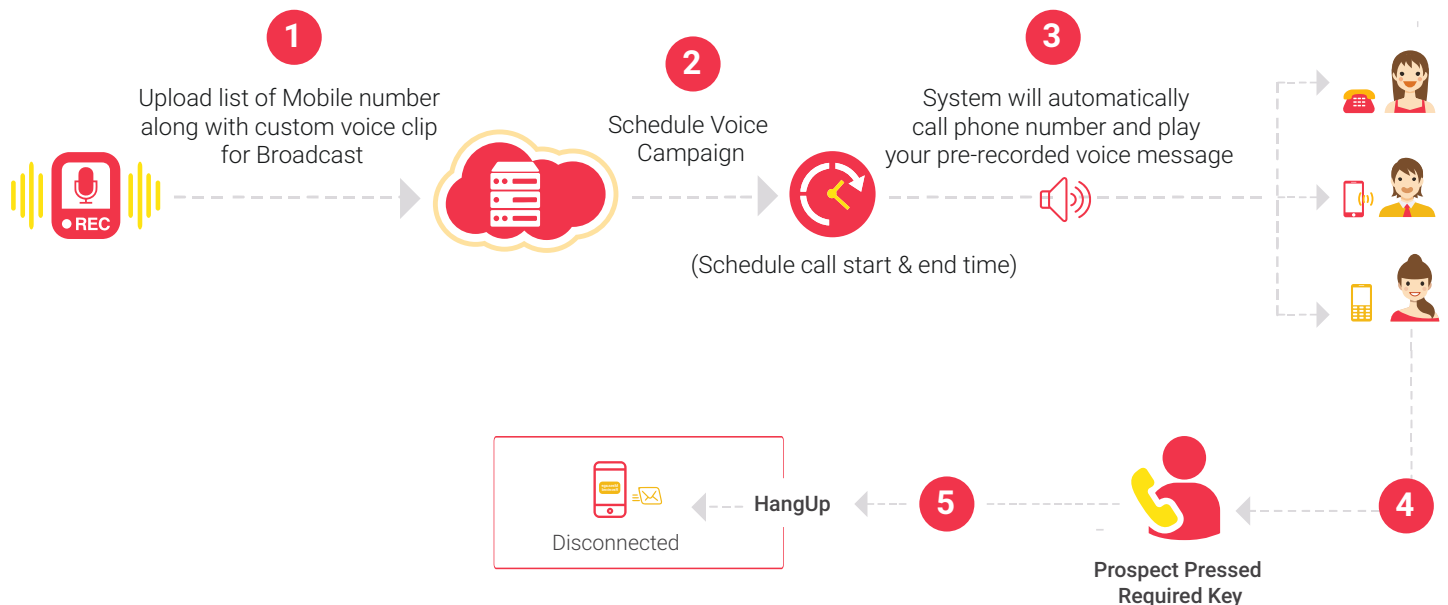 1
Upload list of Mobile number
along with custom voice clip
for Broadcast
REC
2
Schedule Voice
Campaign
(Schedule call start & end time)
3
System will automatically
call phone number and play
your pre-recorded voice message
4
Prospect Pressed
Required Key
5
HangUp
Disconnected